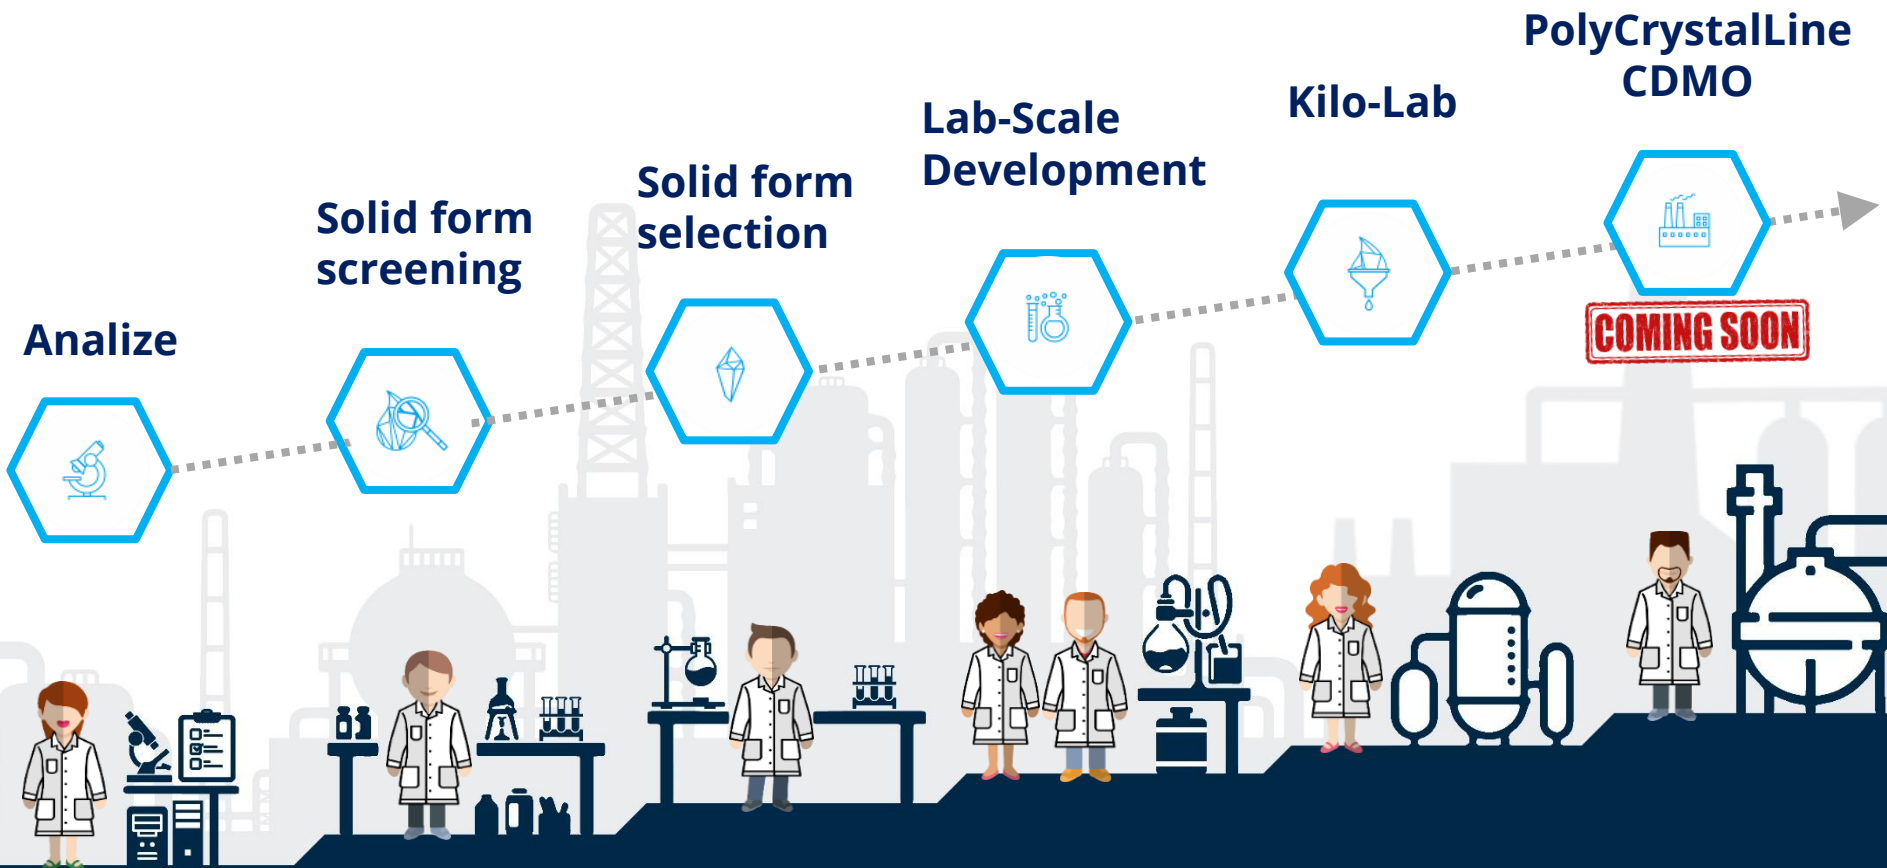 Analize
Solid form
screening
Solid form
selection
Lab-Scale
Development
Kilo-Lab
PolyCrystalLine
CDMO
COMING SOON